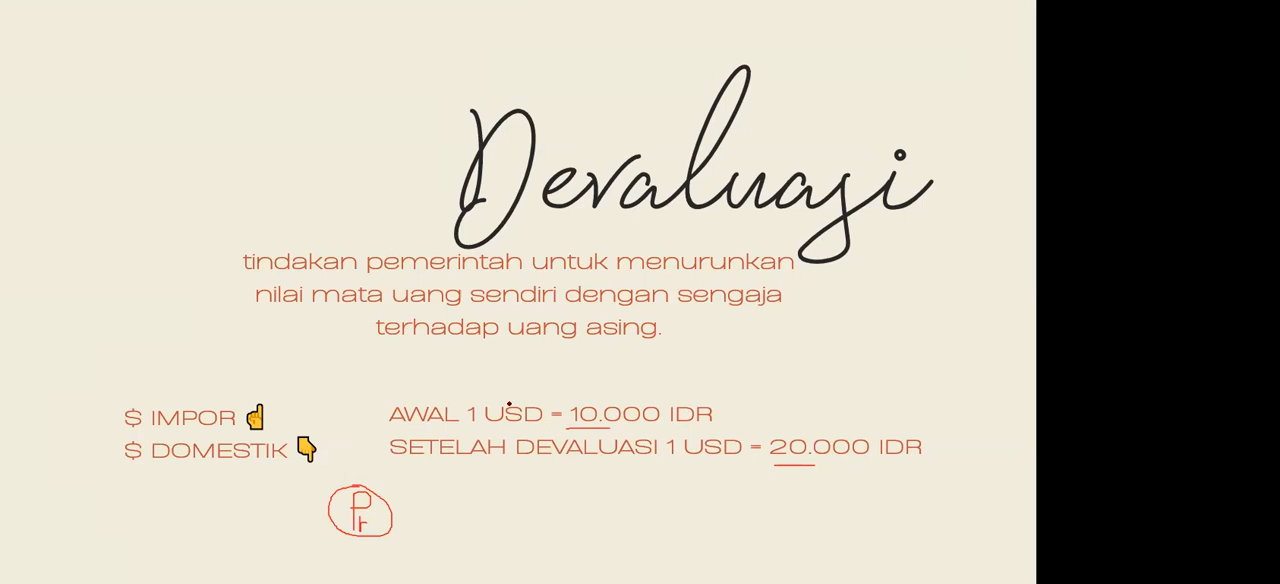 Devaluasi
tindakan pemerintah untuk menurunkan
nilai mata uang sendiri dengan sengaja
terhadap uang asing.
$ IMPOR ☝
$ DOMESTIK 👇
AWAL 1 USD = 10.000 IDR
SETELAH DEVALUASI 1 USD = 20.000 IDR
Pr